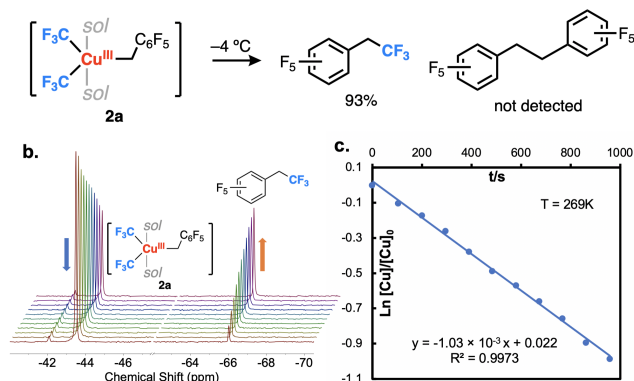 sol
F₃C
Cuᴵᴵᴵ
C₆F₅
F₃C
sol
2a
–4 ºC
F₅
CF₃
93%
F₅
F₅
not detected
b.
F₅
CF₃
sol
F₃C
Cuᴵᴵᴵ
C₆F₅
F₃C
sol
2a
-42 -44 -46 -64 -66 -68 -70
Chemical Shift (ppm)
c.
0 200 400 600 800 1000
t/s
0.1
-0.1
-0.3
-0.5
-0.7
-0.9
-1.1
Ln [Cu]/[Cu]₀
T = 269K
y = -1.03 × 10⁻³ x + 0.022
R² = 0.9973